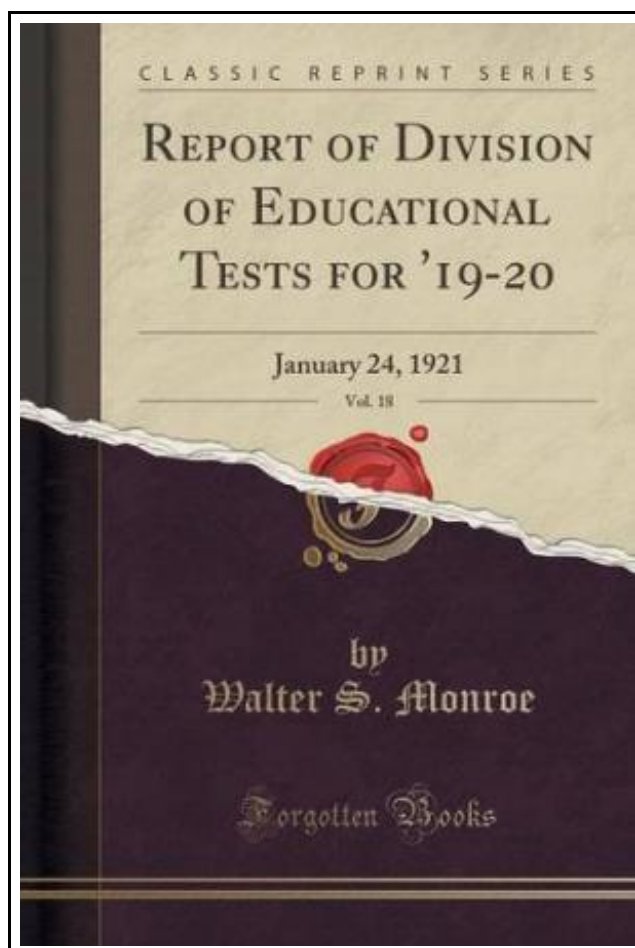 CLASSIC REPRINT SERIES
REPORT OF DIVISION
OF EDUCATIONAL
TESTS FOR '19-20
January 24, 1921
Vol. 18
by
Walter S. Monroe
Forgotten Books